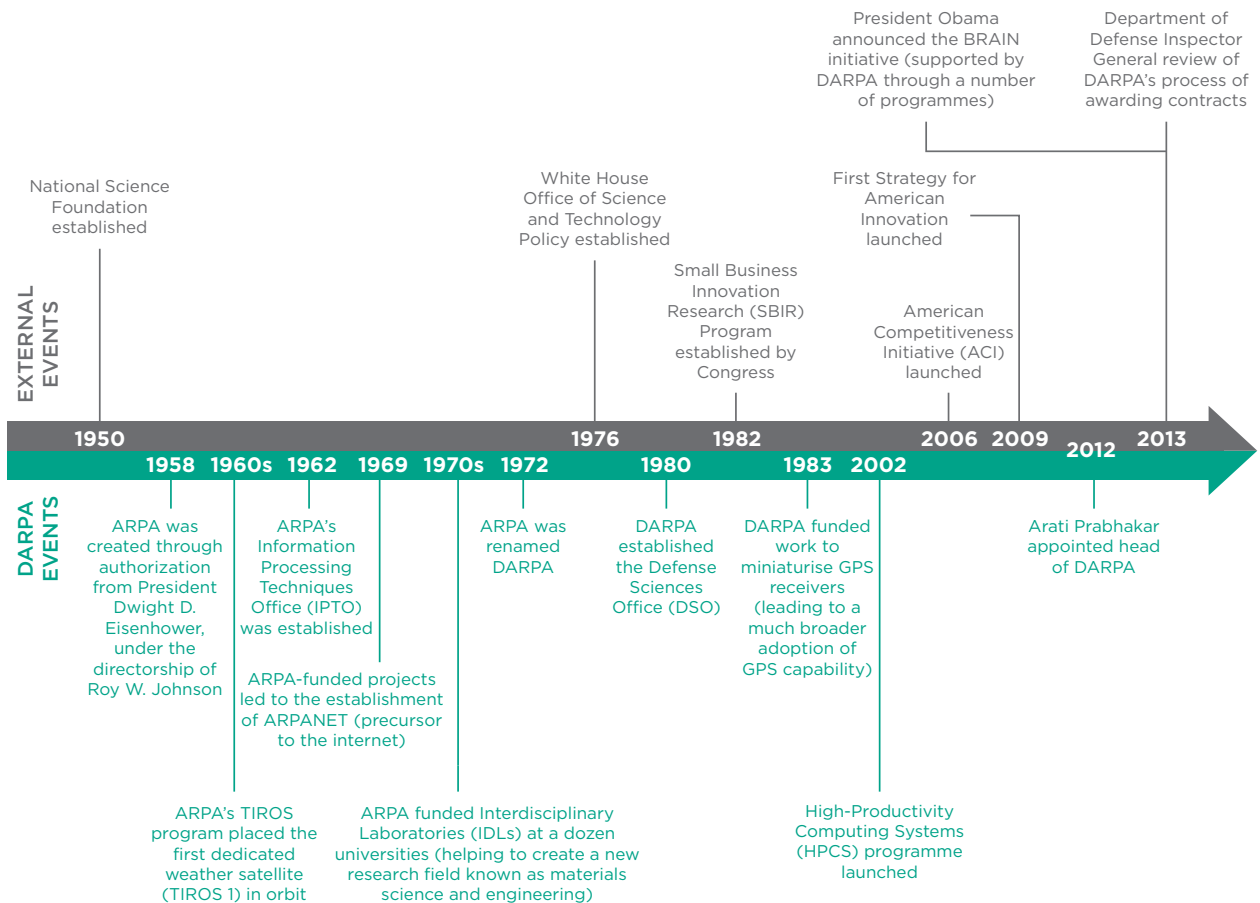 President Obama
announced the BRAIN
initiative (supported by
DARPA through a number
of programmes)
Department of
Defense Inspector
General review of
DARPA's process of
awarding contracts
National Science
Foundation
established
White House
Office of Science
and Technology
Policy established
First Strategy for
American
Innovation
launched
Small Business
Innovation
Research (SBIR)
Program
established by
Congress
American
Competitiveness
Initiative (ACI)
launched
EXTERNAL
EVENTS
1950
1976
1982
2006
2009
2012
2013
1958
1960s
1962
1969
1970s
1972
1980
1983
2002
DARPA
EVENTS
ARPA was
created through
authorization
from President
Dwight D.
Eisenhower,
under the
directorship of
Roy W. Johnson
ARPA's
Information
Processing
Techniques
Office (IPTO)
was established
ARPA was
renamed
DARPA
DARPA
established
the Defense
Sciences
Office (DSO)
DARPA funded
work to
miniaturise GPS
receivers
(leading to a
much broader
adoption of
GPS capability)
Arati Prabhakar
appointed head
of DARPA
ARPA-funded projects
led to the establishment
of ARPANET (precursor
to the internet)
ARPA's TIROS
program placed the
first dedicated
weather satellite
(TIROS 1) in orbit
ARPA funded Interdisciplinary
Laboratories (IDLs) at a dozen
universities (helping to create a new
research field known as materials
science and engineering)
High-Productivity
Computing Systems
(HPCS) programme
launched